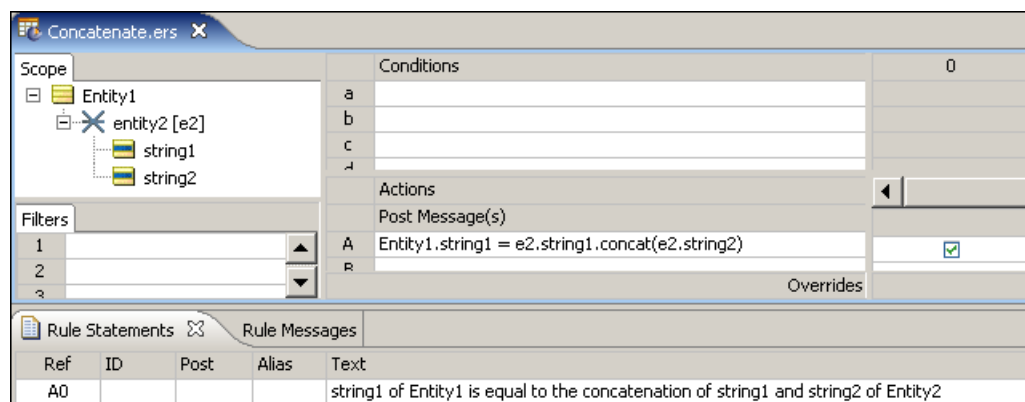 Concatenate.ers
Scope
Entity1
entity2 [e2]
string1
string2
Filters
1
2
3
Conditions 0
a
b
c
d
Actions
Post Message(s)
A Entity1.string1 = e2.string1.concat(e2.string2)
B
Overrides
Rule Statements Rule Messages
Ref ID Post Alias Text
A0 string1 of Entity1 is equal to the concatenation of string1 and string2 of Entity2